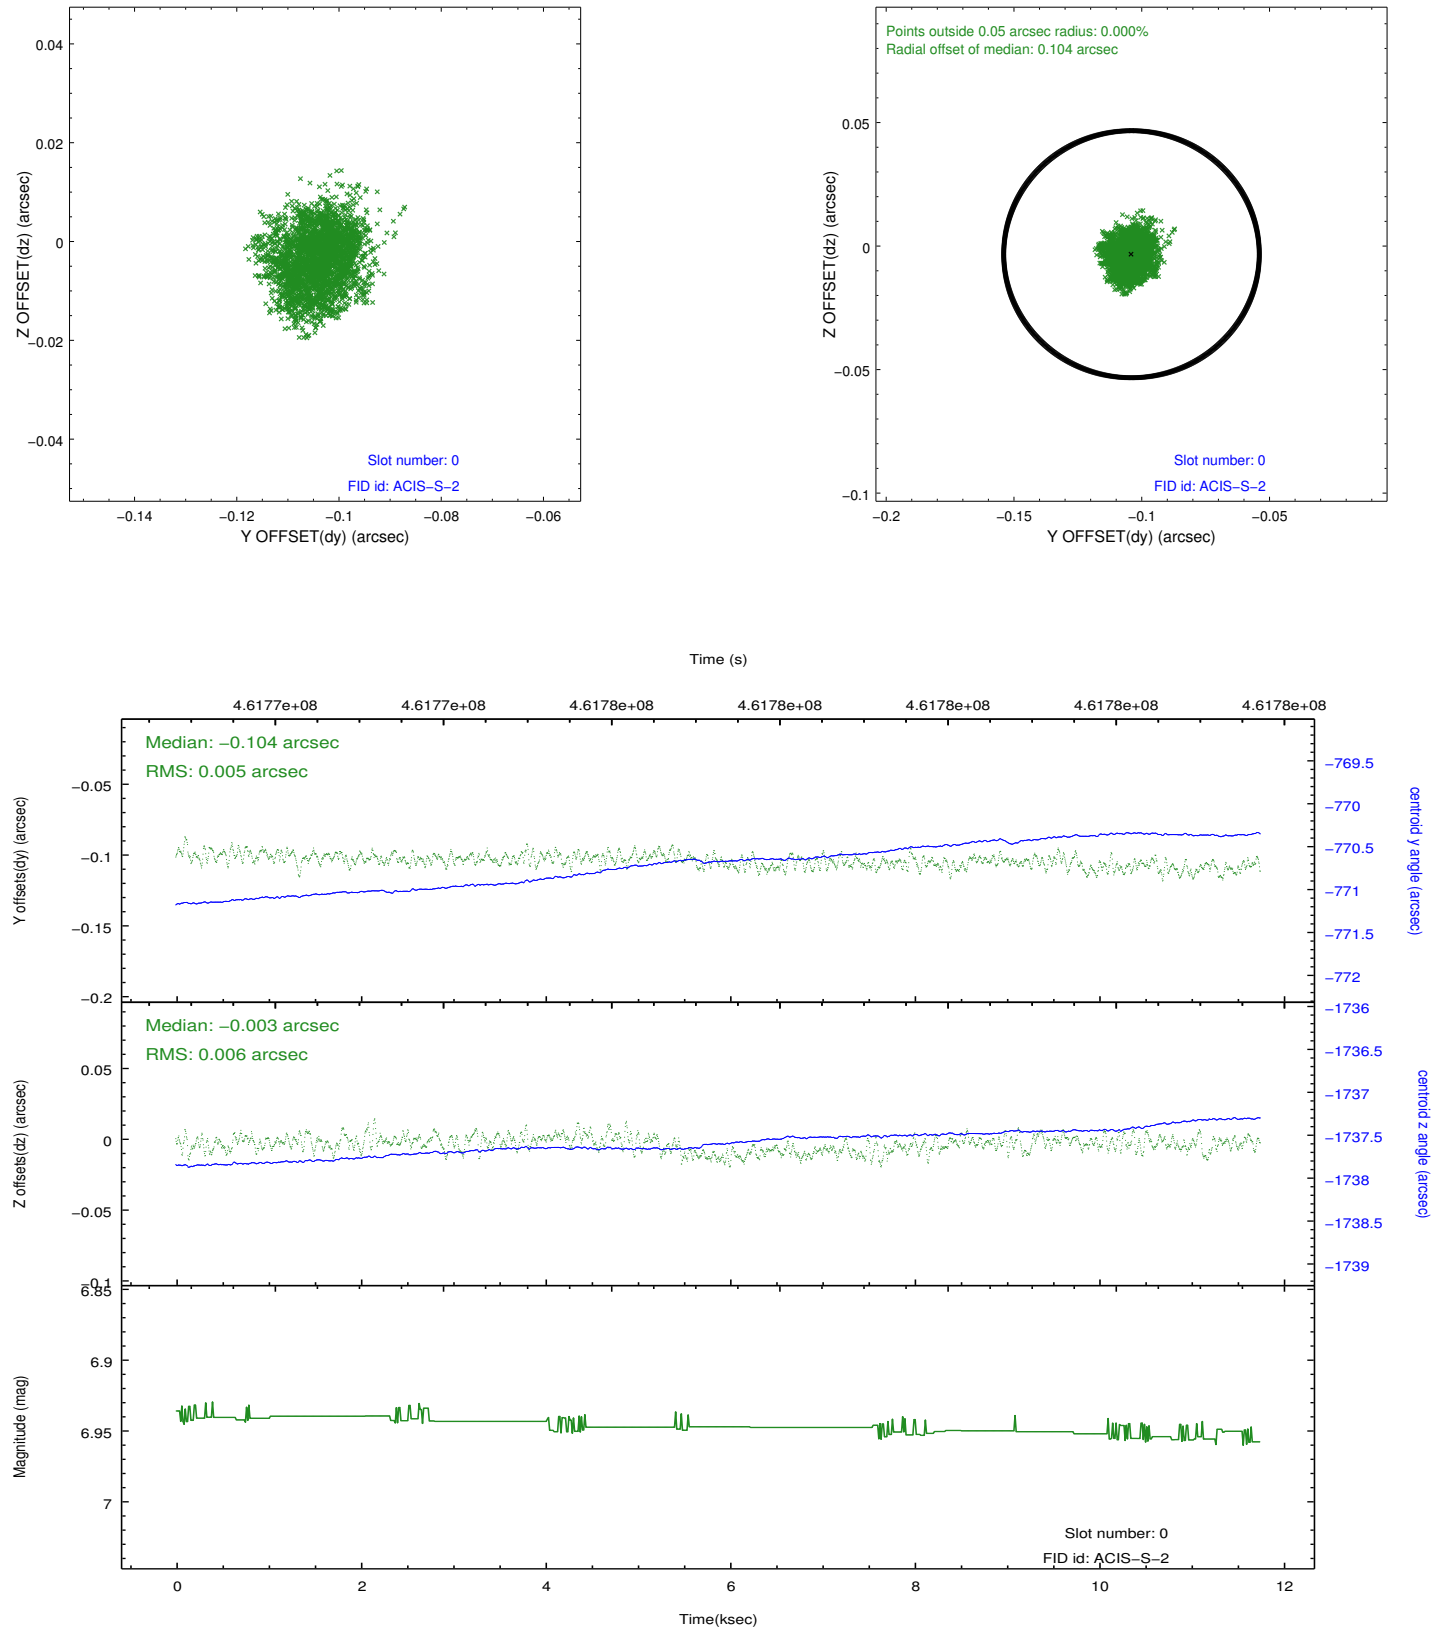 0.04
0.02
0
−0.02
−0.04
Z OFFSET(dz) (arcsec)
Slot number: 0
FID id: ACIS−S−2
−0.14 −0.12 −0.1 −0.08 −0.06
Y OFFSET(dy) (arcsec)
Points outside 0.05 arcsec radius: 0.000%
Radial offset of median: 0.104 arcsec
0.05
0
−0.05
−0.1
Z OFFSET(dz) (arcsec)
Slot number: 0
FID id: ACIS−S−2
−0.2 −0.15 −0.1 −0.05
Y OFFSET(dy) (arcsec)
Time (s)
4.6177e+08 4.6177e+08 4.6178e+08 4.6178e+08 4.6178e+08 4.6178e+08 4.6178e+08
Median: −0.104 arcsec
RMS: 0.005 arcsec
−0.05
−0.1
−0.15
−0.2
Y offsets(dy) (arcsec)
−769.5
−770
−770.5
−771
−771.5
−772
centroid y angle (arcsec)
Median: −0.003 arcsec
RMS: 0.006 arcsec
0.05
0
−0.05
−0.1
Z offsets(dz) (arcsec)
−1736
−1736.5
−1737
−1737.5
−1738
−1738.5
−1739
centroid z angle (arcsec)
6.85
6.9
6.95
7
Magnitude (mag)
Slot number: 0
FID id: ACIS−S−2
0 2 4 6 8 10 12
Time(ksec)